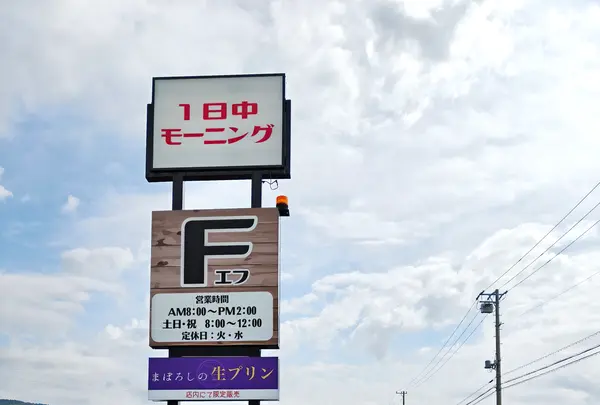 1日中
モーニング
F
エフ
営業時間
AM8:00〜PM2:00
土日・祝 8:00〜12:00
定休日:火・水
まぼろしの生プリン
店内にて限定販売